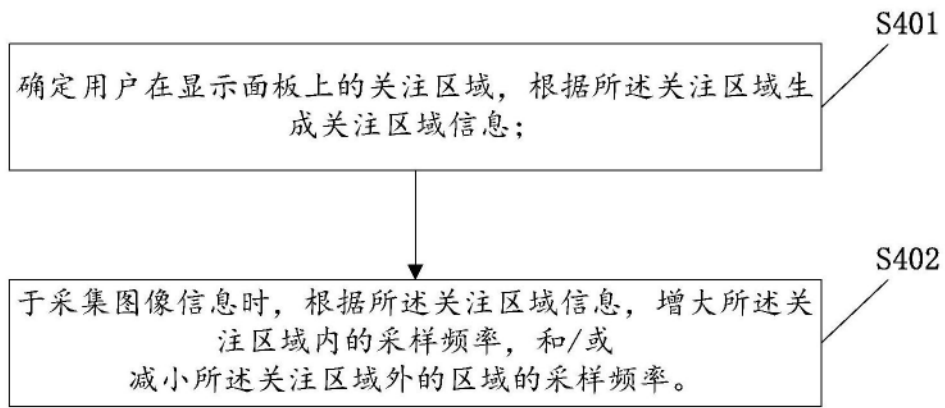 S401
确定用户在显示面板上的关注区域，根据所述关注区域生
成关注区域信息；
S402
于采集图像信息时，根据所述关注区域信息，增大所述关
注区域内的采样频率，和/或
减小所述关注区域外的区域的采样频率。